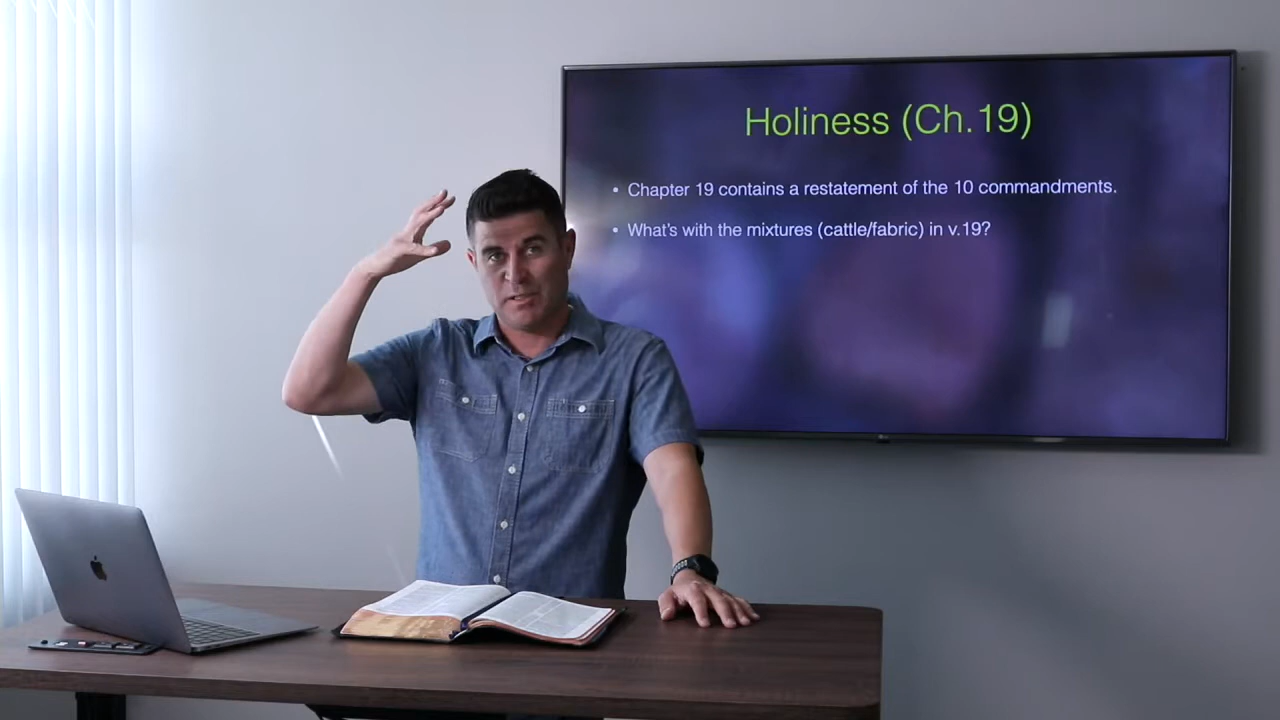 Holiness (Ch.19)
• Chapter 19 contains a restatement of the 10 commandments.
• What's with the mixtures (cattle/fabric) in v.19?